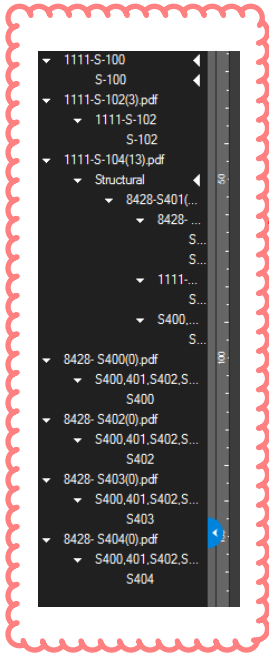 1111-S-100
S-100
1111-S-102(3).pdf
1111-S-102
S-102
1111-S-104(13).pdf
Structural
8428-S401(...
8428- ...
S...
S...
1111-...
S...
S400,...
S...
8428- S400(0).pdf
S400,401,S402,S...
S400
8428- S402(0).pdf
S400,401,S402,S...
S402
8428- S403(0).pdf
S400,401,S402,S...
S403
8428- S404(0).pdf
S400,401,S402,S...
S404
50
100